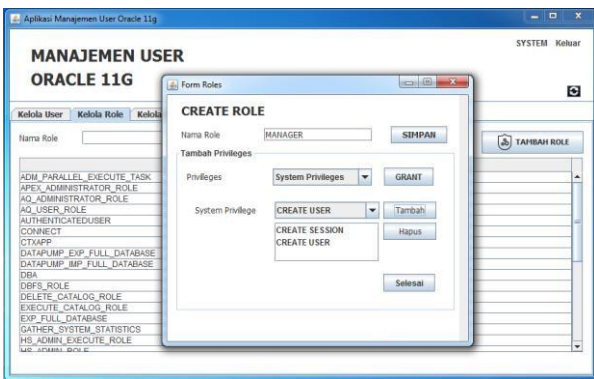 Aplikasi Manajemen User Oracle 11g
SYSTEM Keluar
MANAJEMEN USER
ORACLE 11G
Kelola User Kelola Role Kelola
Nama Role
TAMBAH ROLE
ADM_PARALLEL_EXECUTE_TASK
APEX_ADMINISTRATOR_ROLE
AQ_ADMINISTRATOR_ROLE
AQ_USER_ROLE
AUTHENTICATEDUSER
CONNECT
CTXAPP
DATAPUMP_EXP_FULL_DATABASE
DATAPUMP_IMP_FULL_DATABASE
DBA
DBFS_ROLE
DELETE_CATALOG_ROLE
EXECUTE_CATALOG_ROLE
EXP_FULL_DATABASE
GATHER_SYSTEM_STATISTICS
HS_ADMIN_EXECUTE_ROLE
HS_ADMIN_ROLE
Form Roles
CREATE ROLE
Nama Role MANAGER SIMPAN
Tambah Privileges
Privileges System Privileges GRANT
System Privilege CREATE USER Tambah
CREATE SESSION Hapus
CREATE USER
Selesai